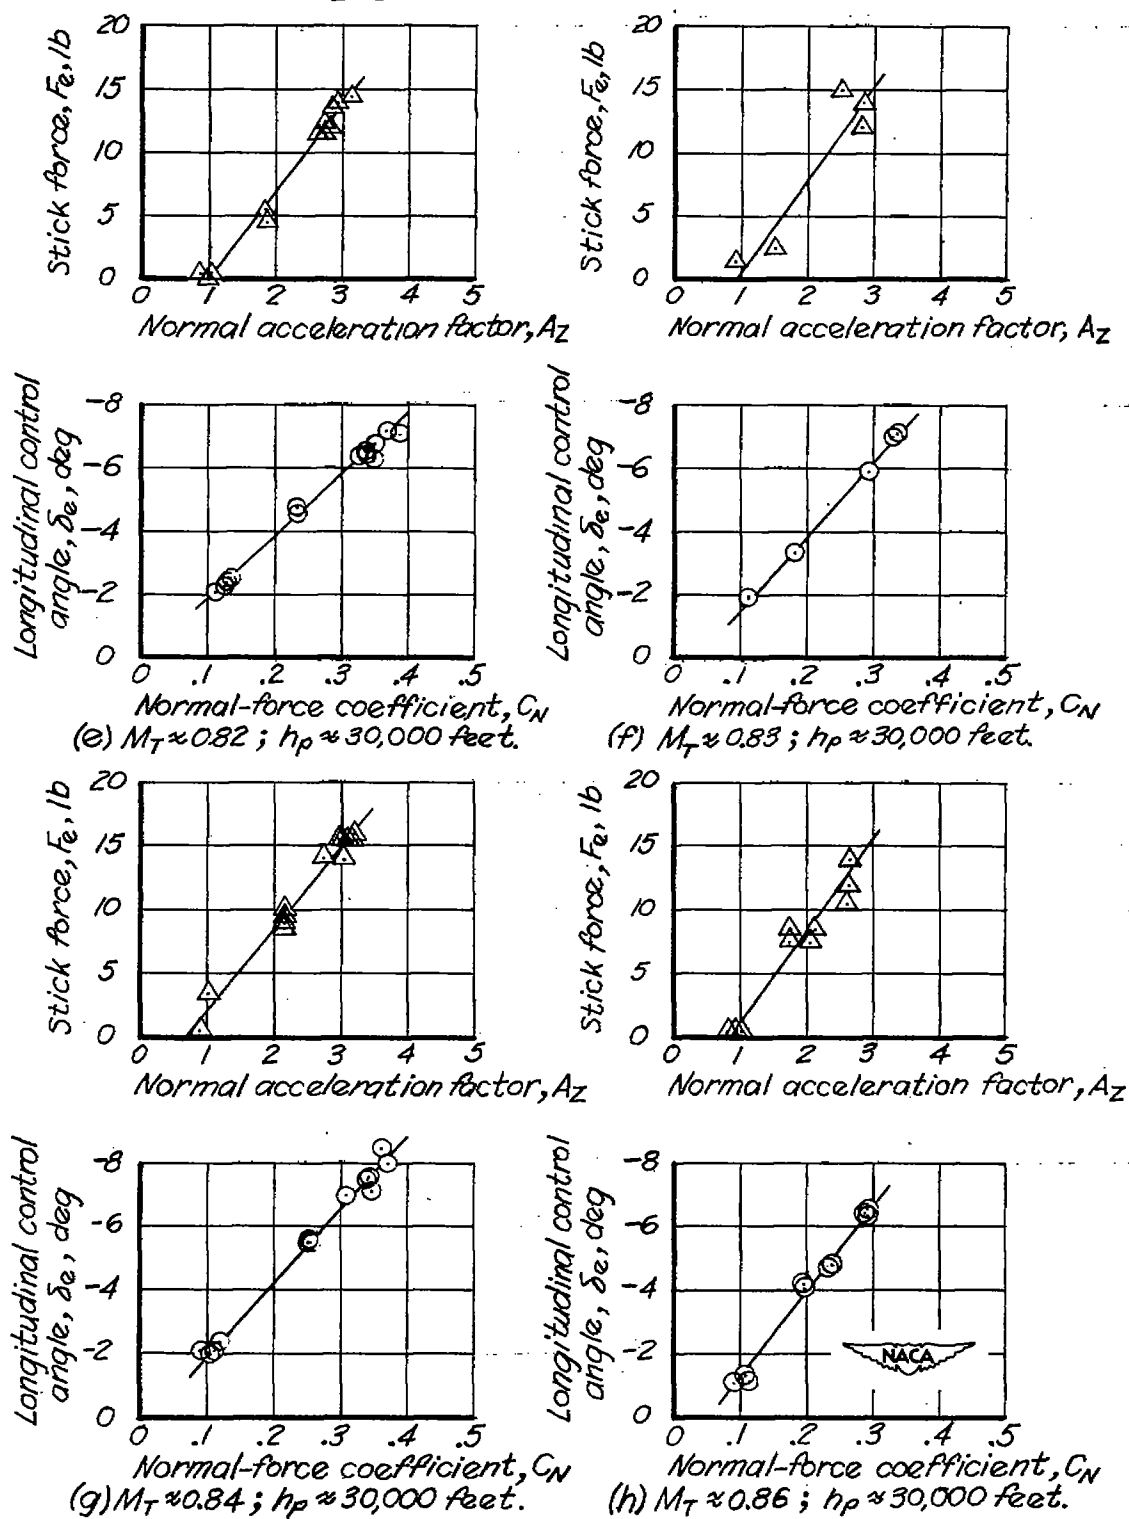 20
15
10
5
0
Stick force, Fe, lb
0 1 2 3 4 5
Normal acceleration factor, AZ
20
15
10
5
0
Stick force, Fe, lb
0 1 2 3 4 5
Normal acceleration factor, AZ
-8
-6
-4
-2
0
Longitudinal control
angle, δe, deg
0 .1 .2 .3 .4 .5
Normal-force coefficient, CN
(e) MT ≈ 0.82 ; hp ≈ 30,000 feet.
-8
-6
-4
-2
0
Longitudinal control
angle, δe, deg
0 .1 .2 .3 .4 .5
Normal-force coefficient, CN
(f) MT ≈ 0.83 ; hp ≈ 30,000 feet.
20
15
10
5
0
Stick force, Fe, lb
0 1 2 3 4 5
Normal acceleration factor, AZ
20
15
10
5
0
Stick force, Fe, lb
0 1 2 3 4 5
Normal acceleration factor, AZ
-8
-6
-4
-2
0
Longitudinal control
angle, δe, deg
0 .1 .2 .3 .4 .5
Normal-force coefficient, CN
(g) MT ≈ 0.84 ; hp ≈ 30,000 feet.
-8
-6
-4
-2
0
Longitudinal control
angle, δe, deg
NACA
0 .1 .2 .3 .4 .5
Normal-force coefficient, CN
(h) MT ≈ 0.86 ; hp ≈ 30,000 feet.